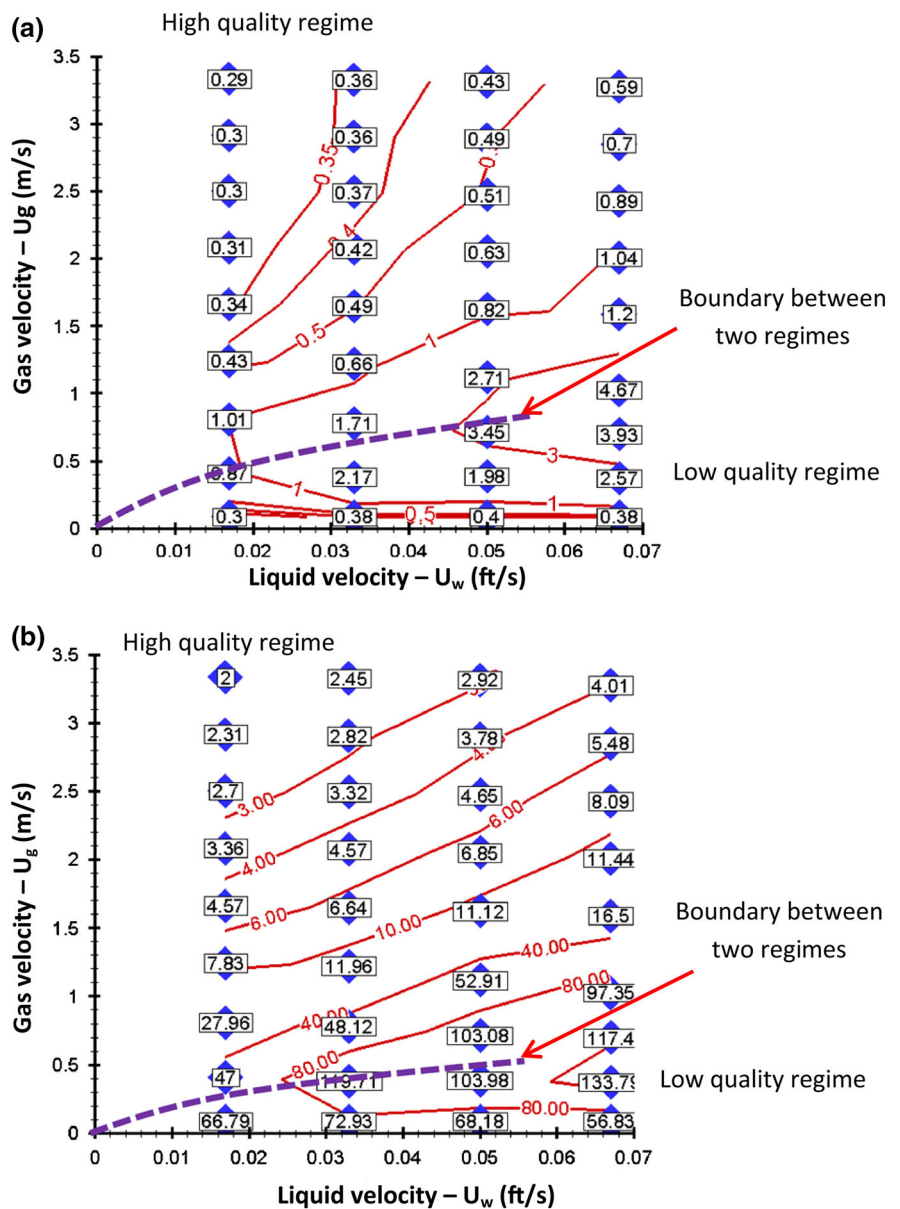 (a)
High quality regime
3.5
0.29 0.36 0.43 0.59
3
0.3 0.36 0.49 0.7
0.35
2.5
0.3 0.37 0.51 0.89
0.31 0.42 0.63 1.04
2
0.34 0.49 0.82 1.2
1.5
0.5 1
0.43 0.66 2.71 4.67
1
1.01 1.71 3.45 3.93
3
0.5
2.17 1.98 2.57
1 1
0.3 0.38 0.5 0.4 0.38
0
0 0.01 0.02 0.03 0.04 0.05 0.06 0.07
Gas velocity – Ug (m/s)
Liquid velocity – Uw (ft/s)
Boundary between
two regimes
Low quality regime
(b)
High quality regime
3.5
2 2.45 2.92 4.01
3
2.31 2.82 3.78 5.48
2.5
2.7 3.32 4.65 8.09
3.00 6.00
2
3.36 4.57 6.85 11.44
4.00
4.57 6.64 11.12 16.5
1.5
6.00 10.00 40.00
7.83 11.96 52.91 97.35
1
80.00
27.96 40.00 48.12 103.08 117.4
0.5
80.00
47 103.98
66.79 72.93 68.18 80.00 56.83
0
0 0.01 0.02 0.03 0.04 0.05 0.06 0.07
Gas velocity – Ug (m/s)
Liquid velocity – Uw (ft/s)
Boundary between
two regimes
Low quality regime